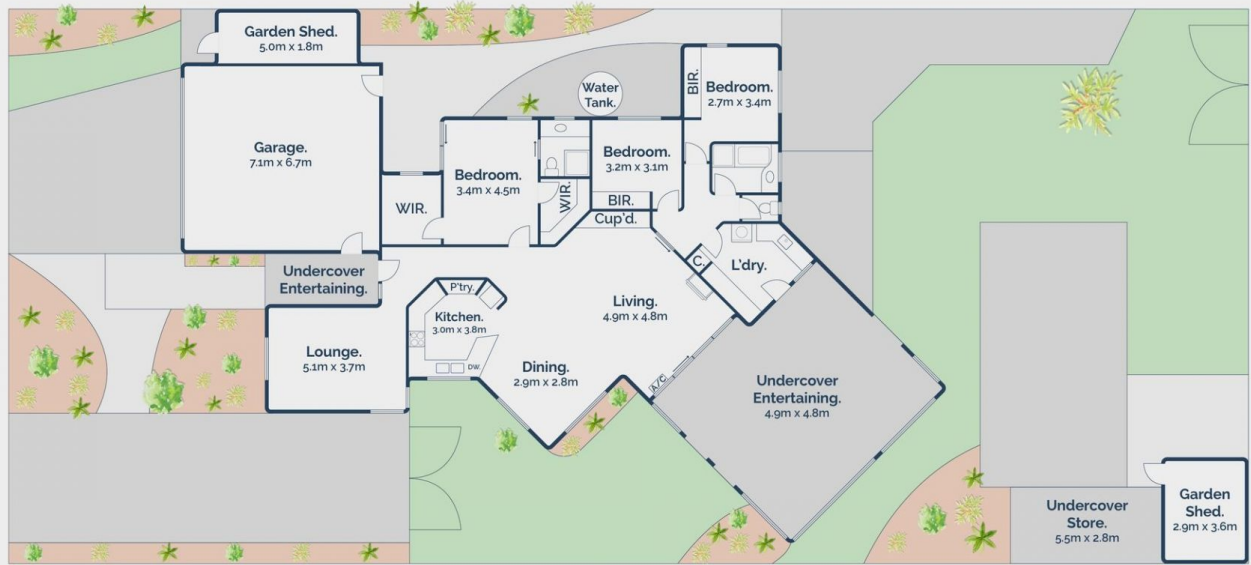 Garden Shed.
5.0m x 1.8m
Garage.
7.1m x 6.7m
Water
Tank.
BIR.
Bedroom.
2.7m x 3.4m
Bedroom.
3.4m x 4.5m
WIR.
WIR.
Bedroom.
3.2m x 3.1m
BIR.
Cup'd.
C.
L'dry.
Undercover
Entertaining.
P'try.
Kitchen.
3.0m x 3.8m
DW.
Living.
4.9m x 4.8m
Lounge.
5.1m x 3.7m
Dining.
2.9m x 2.8m
A/C
Undercover
Entertaining.
4.9m x 4.8m
Undercover
Store.
5.5m x 2.8m
Garden
Shed.
2.9m x 3.6m